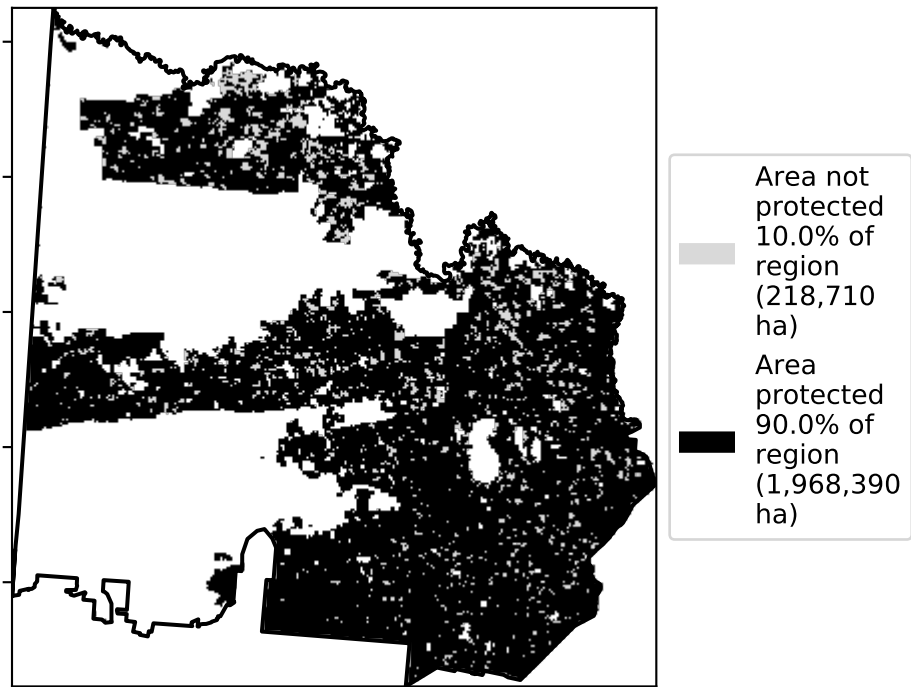 Area not
protected
10.0% of
region
(218,710
ha)
Area
protected
90.0% of
region
(1,968,390
ha)